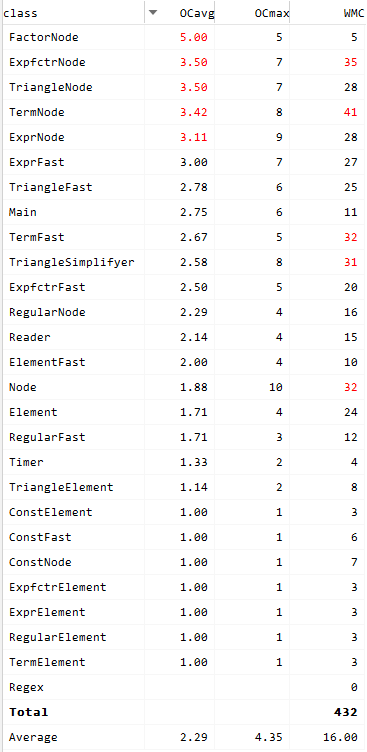 class OCavg OCmax WMC
FactorNode 5.00 5 5
ExpfctrNode 3.50 7 35
TriangleNode 3.50 7 28
TermNode 3.42 8 41
ExprNode 3.11 9 28
ExprFast 3.00 7 27
TriangleFast 2.78 6 25
Main 2.75 6 11
TermFast 2.67 5 32
TriangleSimplifyer 2.58 8 31
ExpfctrFast 2.50 5 20
RegularNode 2.29 4 16
Reader 2.14 4 15
ElementFast 2.00 4 10
Node 1.88 10 32
Element 1.71 4 24
RegularFast 1.71 3 12
Timer 1.33 2 4
TriangleElement 1.14 2 8
ConstElement 1.00 1 3
ConstFast 1.00 1 6
ConstNode 1.00 1 7
ExpfctrElement 1.00 1 3
ExprElement 1.00 1 3
RegularElement 1.00 1 3
TermElement 1.00 1 3
Regex 0
Total 432
Average 2.29 4.35 16.00